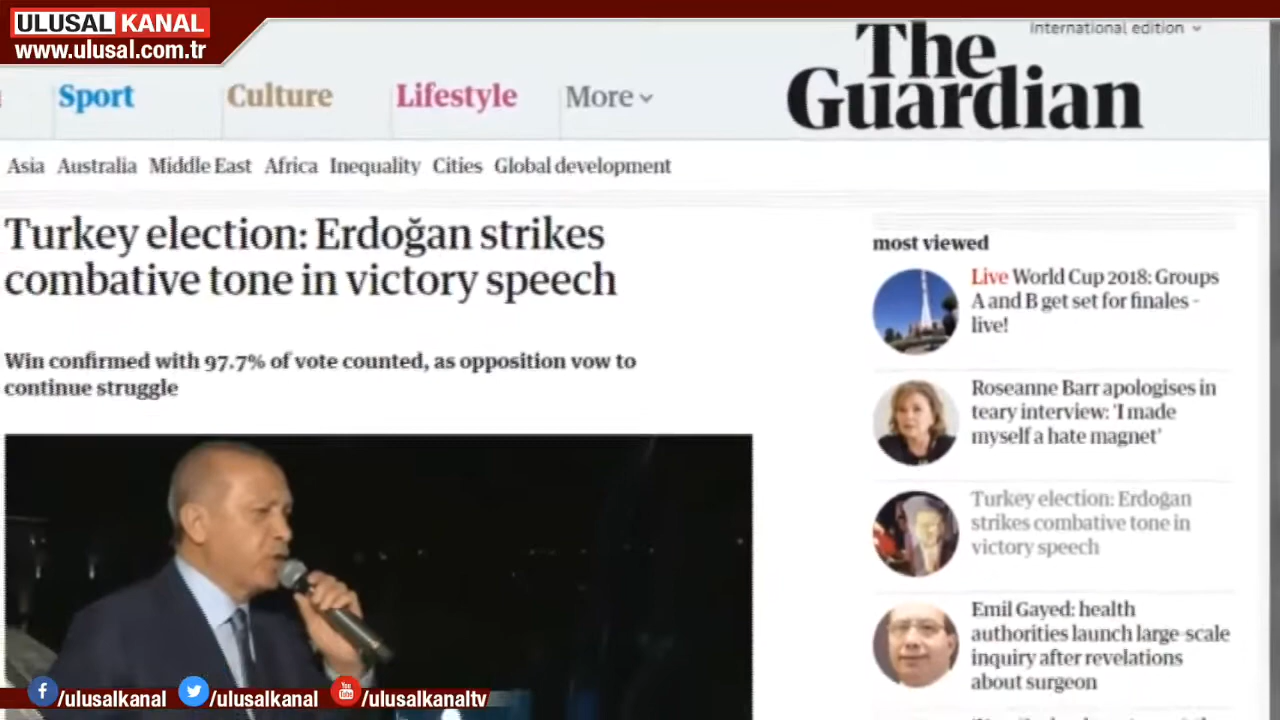 ULUSAL KANAL
www.ulusal.com.tr
International edition
The
Guardian
Sport Culture Lifestyle More
Asia Australia Middle East Africa Inequality Cities Global development
Turkey election: Erdoğan strikes
combative tone in victory speech
Win confirmed with 97.7% of vote counted, as opposition vow to
continue struggle
most viewed
Live World Cup 2018: Groups
A and B get set for finales -
live!
Roseanne Barr apologises in
teary interview: 'I made
myself a hate magnet'
Turkey election: Erdoğan
strikes combative tone in
victory speech
Emil Gayed: health
authorities launch large-scale
inquiry after revelations
about surgeon
/ulusalkanal /ulusalkanal You Tube /ulusalkanaltv